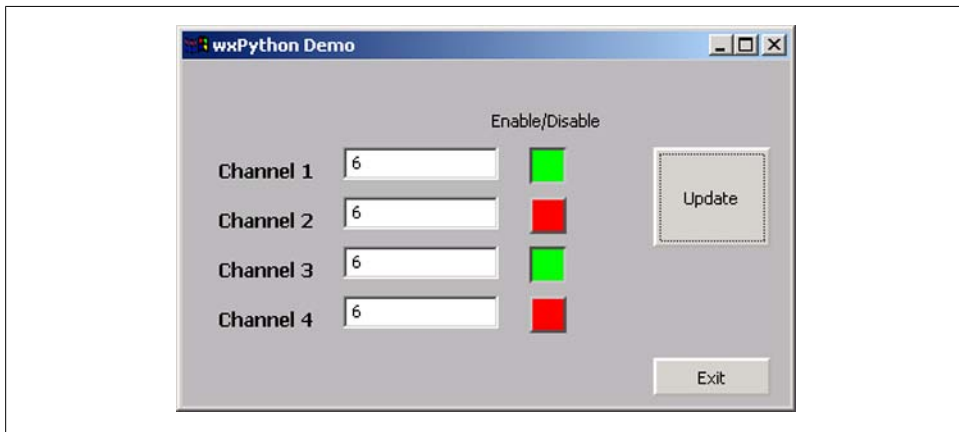 wxPython Demo
Enable/Disable
Channel 1 6
Update
Channel 2 6
Channel 3 6
Channel 4 6
Exit